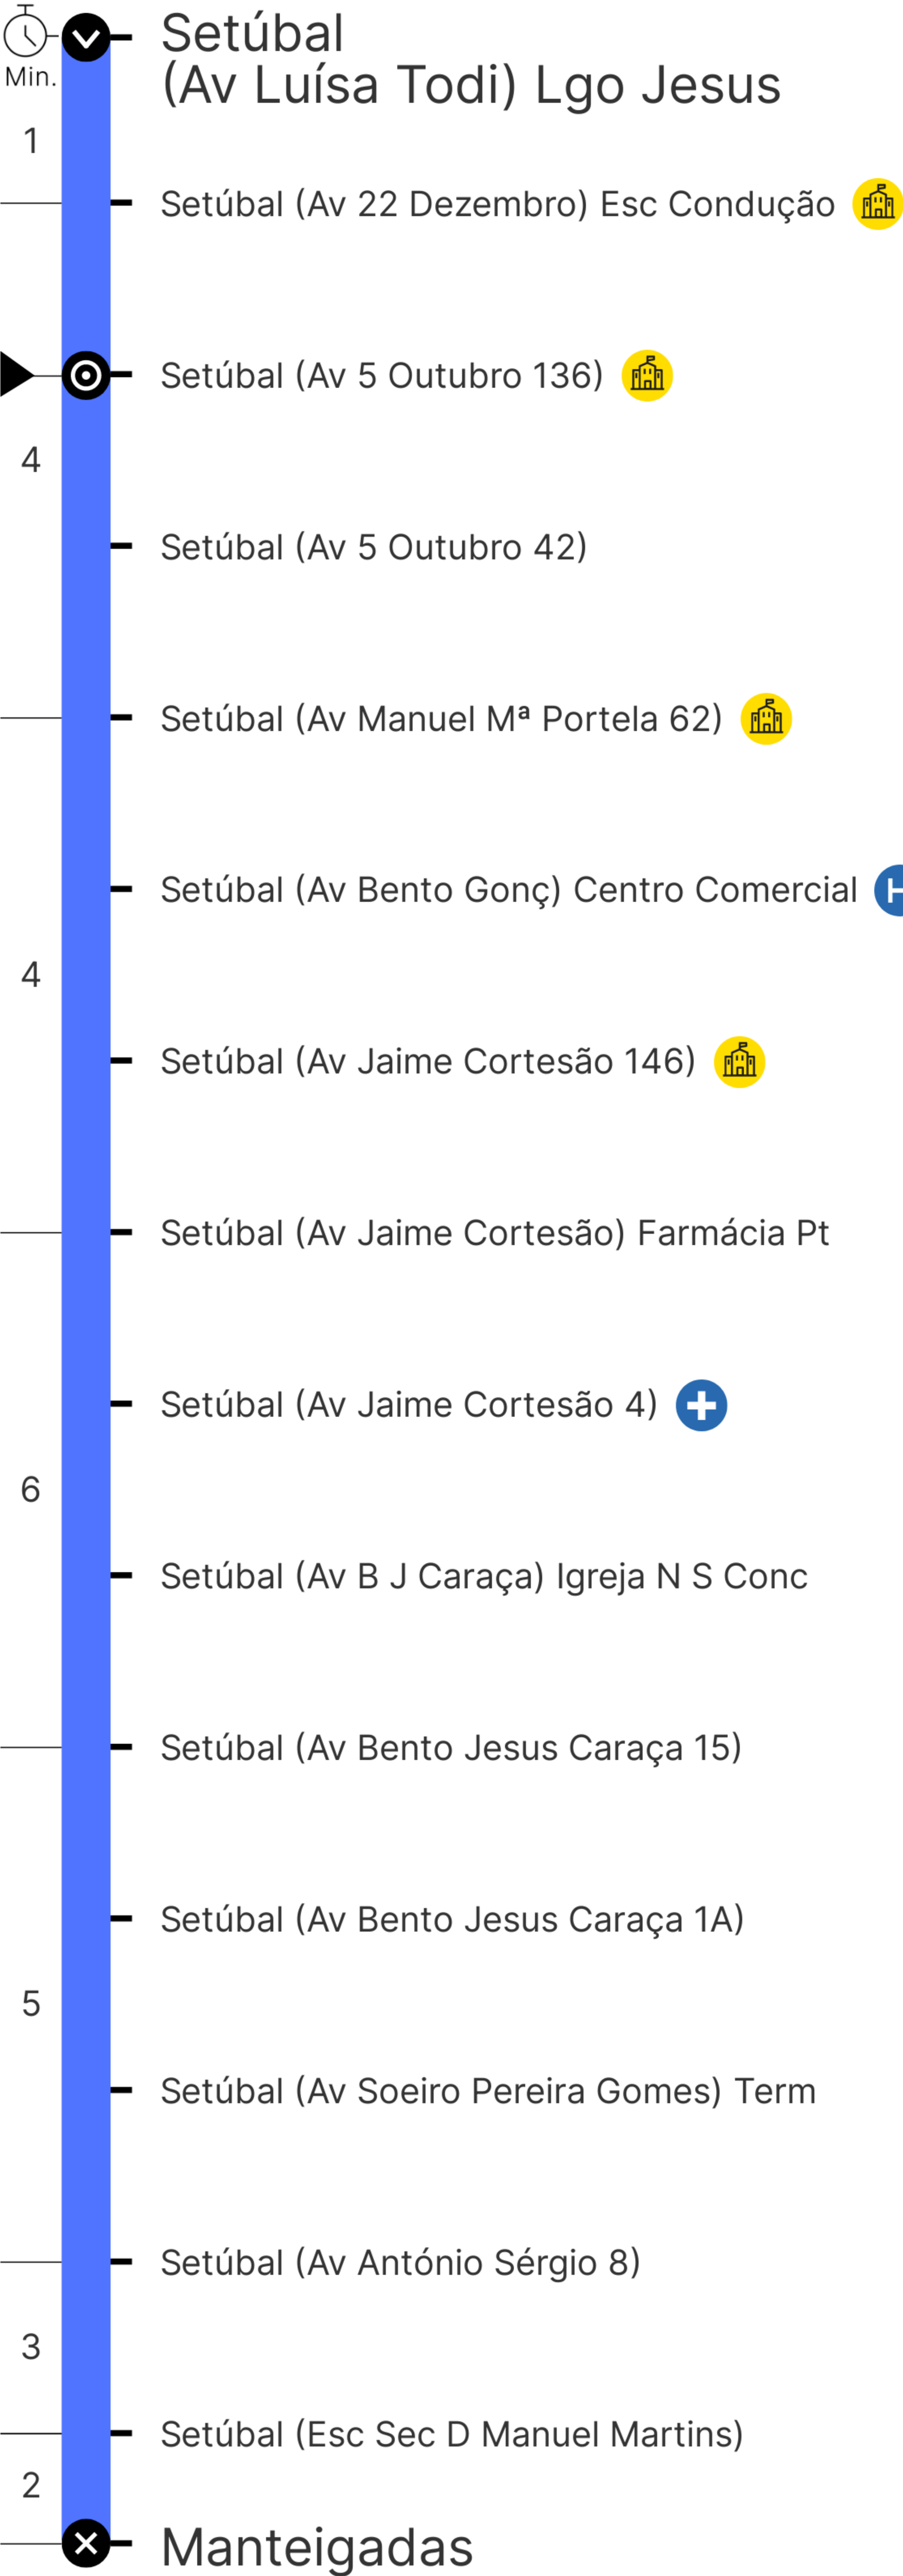 Setúbal
(Av Luísa Todi) Lgo Jesus
Min.
1
Setúbal (Av 22 Dezembro) Esc Condução
Setúbal (Av 5 Outubro 136)
4
Setúbal (Av 5 Outubro 42)
Setúbal (Av Manuel Mª Portela 62)
Setúbal (Av Bento Gonç) Centro Comercial H
4
Setúbal (Av Jaime Cortesão 146)
Setúbal (Av Jaime Cortesão) Farmácia Pt
Setúbal (Av Jaime Cortesão 4)
6
Setúbal (Av B J Caraça) Igreja N S Conc
Setúbal (Av Bento Jesus Caraça 15)
Setúbal (Av Bento Jesus Caraça 1A)
5
Setúbal (Av Soeiro Pereira Gomes) Term
Setúbal (Av António Sérgio 8)
3
Setúbal (Esc Sec D Manuel Martins)
2
Manteigadas